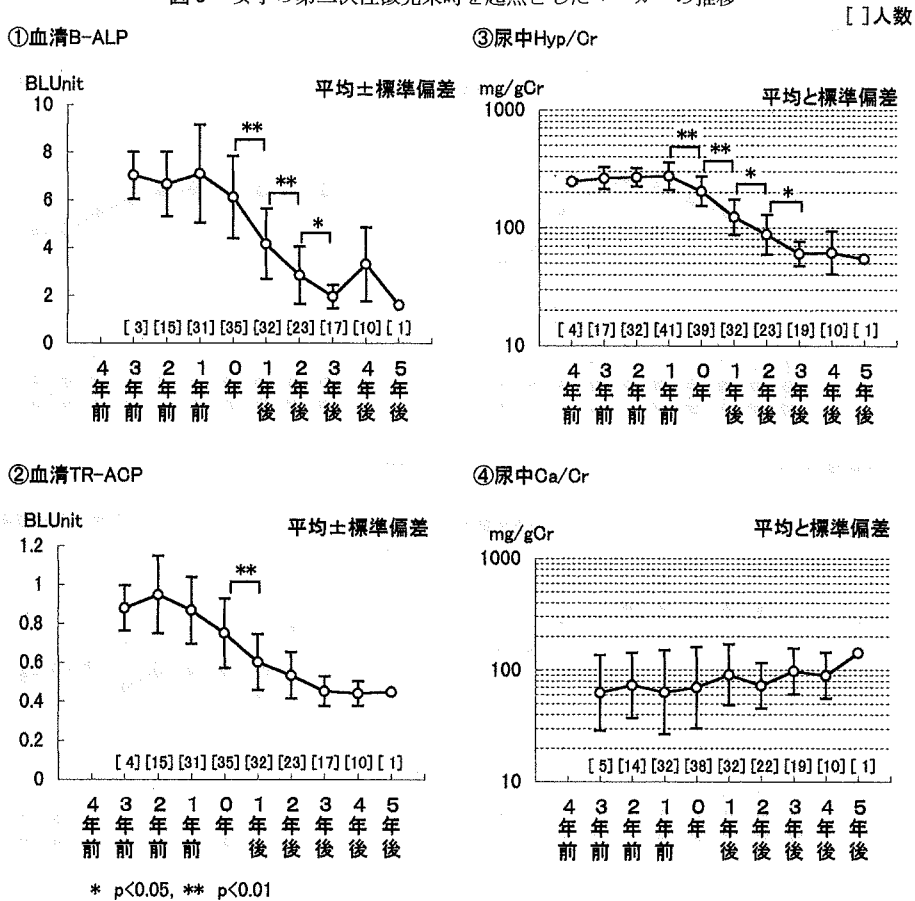 [ ]人数
①血清B-ALP
BLUnit
平均±標準偏差
10
8
6
4
2
0
**
**
*
[ 3] [15] [31] [35] [32] [23] [17] [10] [ 1]
4年前 3年前 2年前 1年前 0年 1年後 2年後 3年後 4年後 5年後
③尿中Hyp/Cr
mg/gCr
平均と標準偏差
1000
100
10
**
**
*
*
[ 4] [17] [32] [41] [39] [32] [23] [19] [10] [ 1]
4年前 3年前 2年前 1年前 0年 1年後 2年後 3年後 4年後 5年後
②血清TR-ACP
BLUnit
平均±標準偏差
1.2
1
0.8
0.6
0.4
0.2
0
**
[ 4] [15] [31] [35] [32] [23] [17] [10] [ 1]
4年前 3年前 2年前 1年前 0年 1年後 2年後 3年後 4年後 5年後
* p<0.05, ** p<0.01
④尿中Ca/Cr
mg/gCr
平均と標準偏差
1000
100
10
[ 5] [14] [32] [38] [32] [22] [19] [10] [ 1]
4年前 3年前 2年前 1年前 0年 1年後 2年後 3年後 4年後 5年後